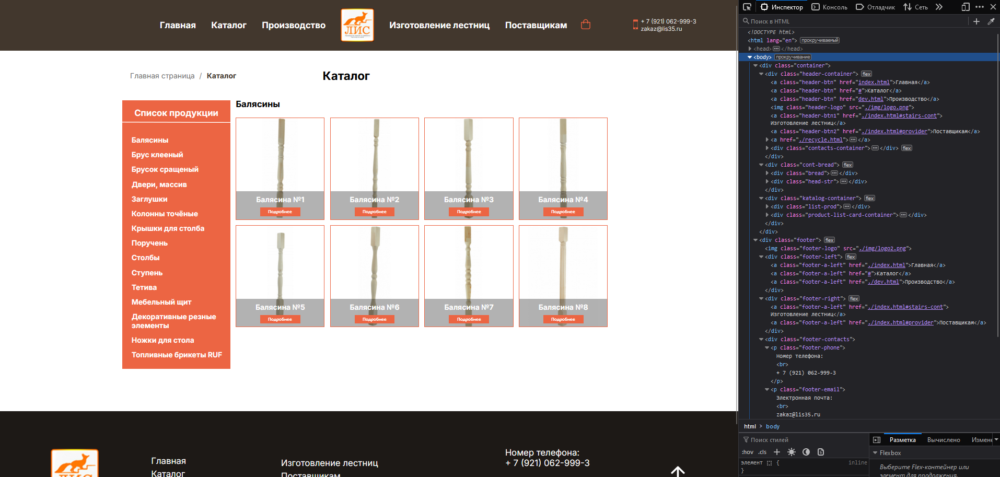 Главная
Каталог
Производство
ЛИС
Изготовление лестниц
Поставщикам
+ 7 (921) 062-999-3
zakaz@lis35.ru
Главная страница / Каталог
Каталог
Список продукции
Балясины
Брус клееный
Брусок сращеный
Двери, массив
Заглушки
Колонны точёные
Крышки для столба
Поручень
Столбы
Ступень
Тетива
Мебельный щит
Декоративные резные
элементы
Ножки для стола
Топливные брикеты RUF
Балясины
Балясина №1
Подробнее
Балясина №2
Подробнее
Балясина №3
Подробнее
Балясина №4
Подробнее
Балясина №5
Подробнее
Балясина №6
Подробнее
Балясина №7
Подробнее
Балясина №8
Подробнее
ЛИС
Главная
Каталог
Изготовление лестниц
Поставщикам
Номер телефона:
+ 7 (921) 062-999-3
Инспектор
Консоль
Отладчик
Сеть
Поиск в HTML
<!DOCTYPE html>
<html lang="en"> прокручиваемый
<head> </head>
<body> прокручивание
<div class="container">
<div class="header-container"> flex
<a class="header-btn" href="index.html">Главная</a>
<a class="header-btn" href="#">Каталог</a>
<a class="header-btn" href="dev.html">Производство</a>
<img class="header-logo" src="./img/logo.png">
<a class="header-btn1" href="./index.html#stairs-cont">
Изготовление лестниц</a>
<a class="header-btn2" href="./index.html#provider">Поставщикам</a>
<a href="./recycle.html"> </a>
<div class="contacts-container"> </div> flex
</div>
<div class="cont-bread"> flex
<div class="bread"> </div>
<div class="head-str"> </div>
</div>
<div class="katalog-container"> flex
<div class="list-prod"> </div>
<div class="product-list-card-container"> </div>
</div>
</div>
<div class="footer"> flex
<img class="footer-logo" src="./img/logo2.png">
<div class="footer-left"> flex
<a class="footer-a-left" href="./index.html">Главная</a>
<a class="footer-a-left" href="#">Каталог</a>
<a class="footer-a-left" href="./dev.html">Производство</a>
</div>
<div class="footer-right"> flex
<a class="footer-a-left" href="./index.html#stairs-cont">
Изготовление лестниц</a>
<a class="footer-a-left" href="./index.html#provider">Поставщикам</a>
</div>
<div class="footer-contacts">
<p class="footer-phone">
Номер телефона:
<br>
+ 7 (921) 062-999-3
</p>
<p class="footer-email">
Электронная почта:
<br>
zakaz@lis35.ru
html > body
Поиск стилей
:hov .cls
элемент { inline
}
Разметка
Вычислено
Измене
Flexbox
Выберите Flex-контейнер или
элемент для продолжения.